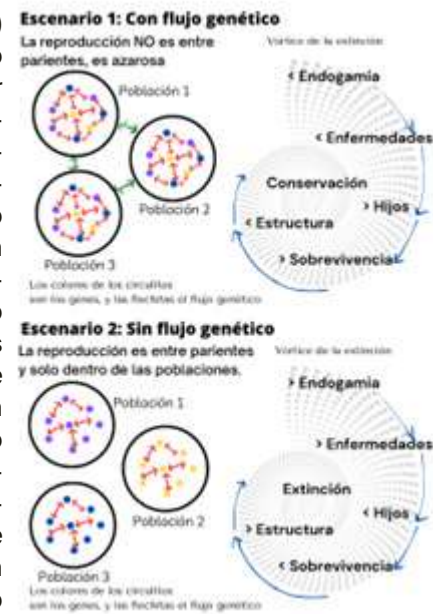 Escenario 1: Con flujo genético
La reproducción NO es entre
parientes, es azarosa
Población 1
Población 2
Población 3
Los colores de los circulitos
son los genes, y las flechitas el flujo genético
Vórtice de la extinción
< Endogamia
< Enfermedades
> Hijos
> Sobrevivencia
< Estructura
Conservación
Escenario 2: Sin flujo genético
La reproducción es entre parientes
y solo dentro de las poblaciones.
Población 1
Población 2
Población 3
Los colores de los circulitos
son los genes, y las flechitas el flujo genético
Vórtice de la extinción
> Endogamia
> Enfermedades
< Hijos
< Sobrevivencia
> Estructura
Extinción